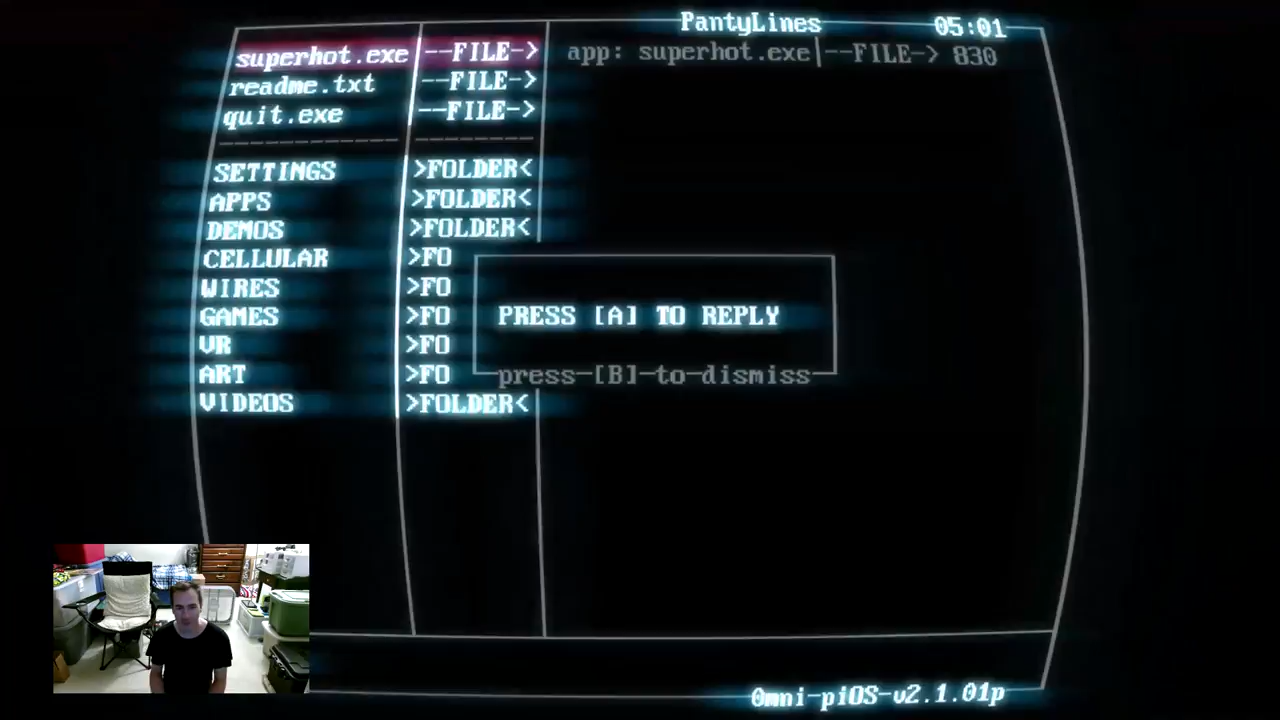 PantyLines 05:01
superhot.exe --FILE-> app: superhot.exe --FILE-> 830
readme.txt --FILE->
quit.exe --FILE->
SETTINGS >FOLDER<
APPS >FOLDER<
DEMOS >FOLDER<
CELLULAR >FO
WIRES >FO
GAMES >FO
PRESS [A] TO REPLY
VR >FO
ART >FO
press-[B]-to-dismiss
VIDEOS >FOLDER<
0mni-piOS-v2.1.01p